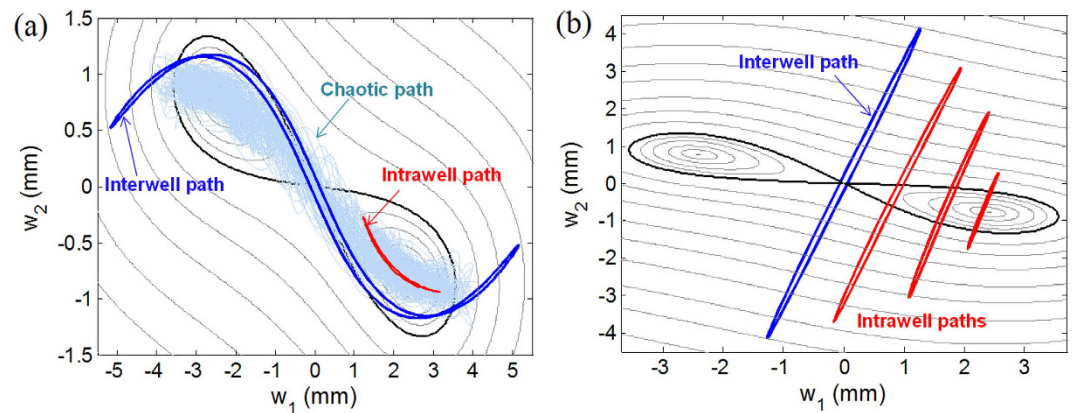 (a)
1.5
1
0.5
0
-0.5
-1
-1.5
w2 (mm)
-5 -4 -3 -2 -1 0 1 2 3 4 5
w1 (mm)
Chaotic path
Interwell path
Intrawell path
(b)
4
3
2
1
0
-1
-2
-3
-4
w2 (mm)
-3 -2 -1 0 1 2 3
w1 (mm)
Interwell path
Intrawell paths